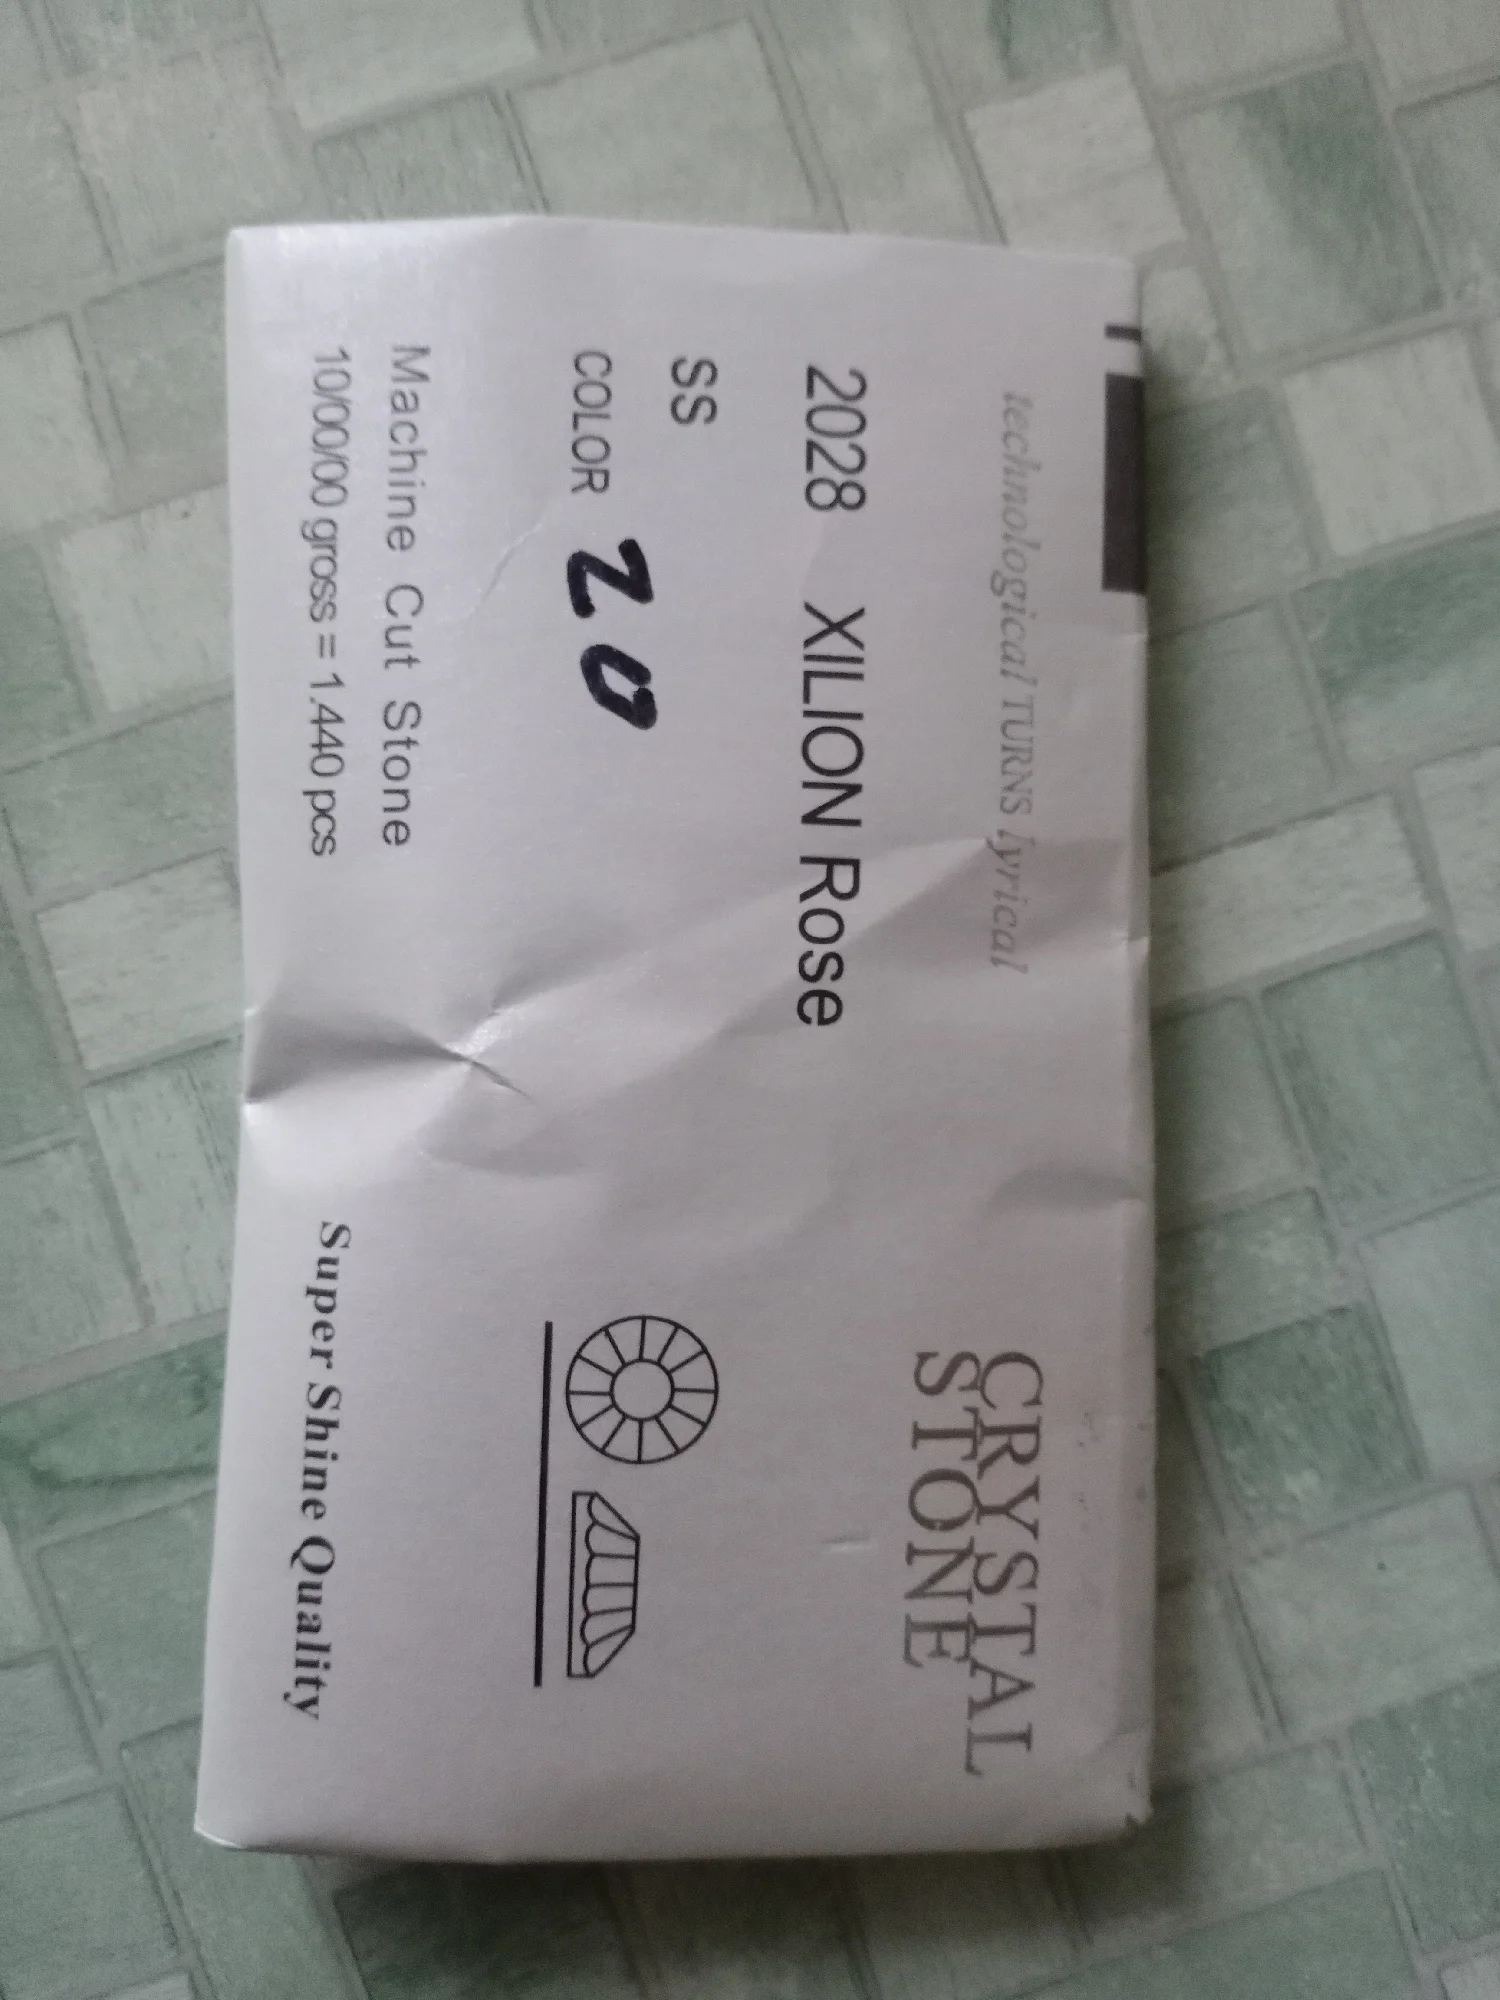 technological TURNS lyrical
CRYSTAL
STONE
2028 XILION Rose
SS
COLOR 20
Machine Cut Stone
10/00/00 gross = 1.440 pcs
Super Shine Quality